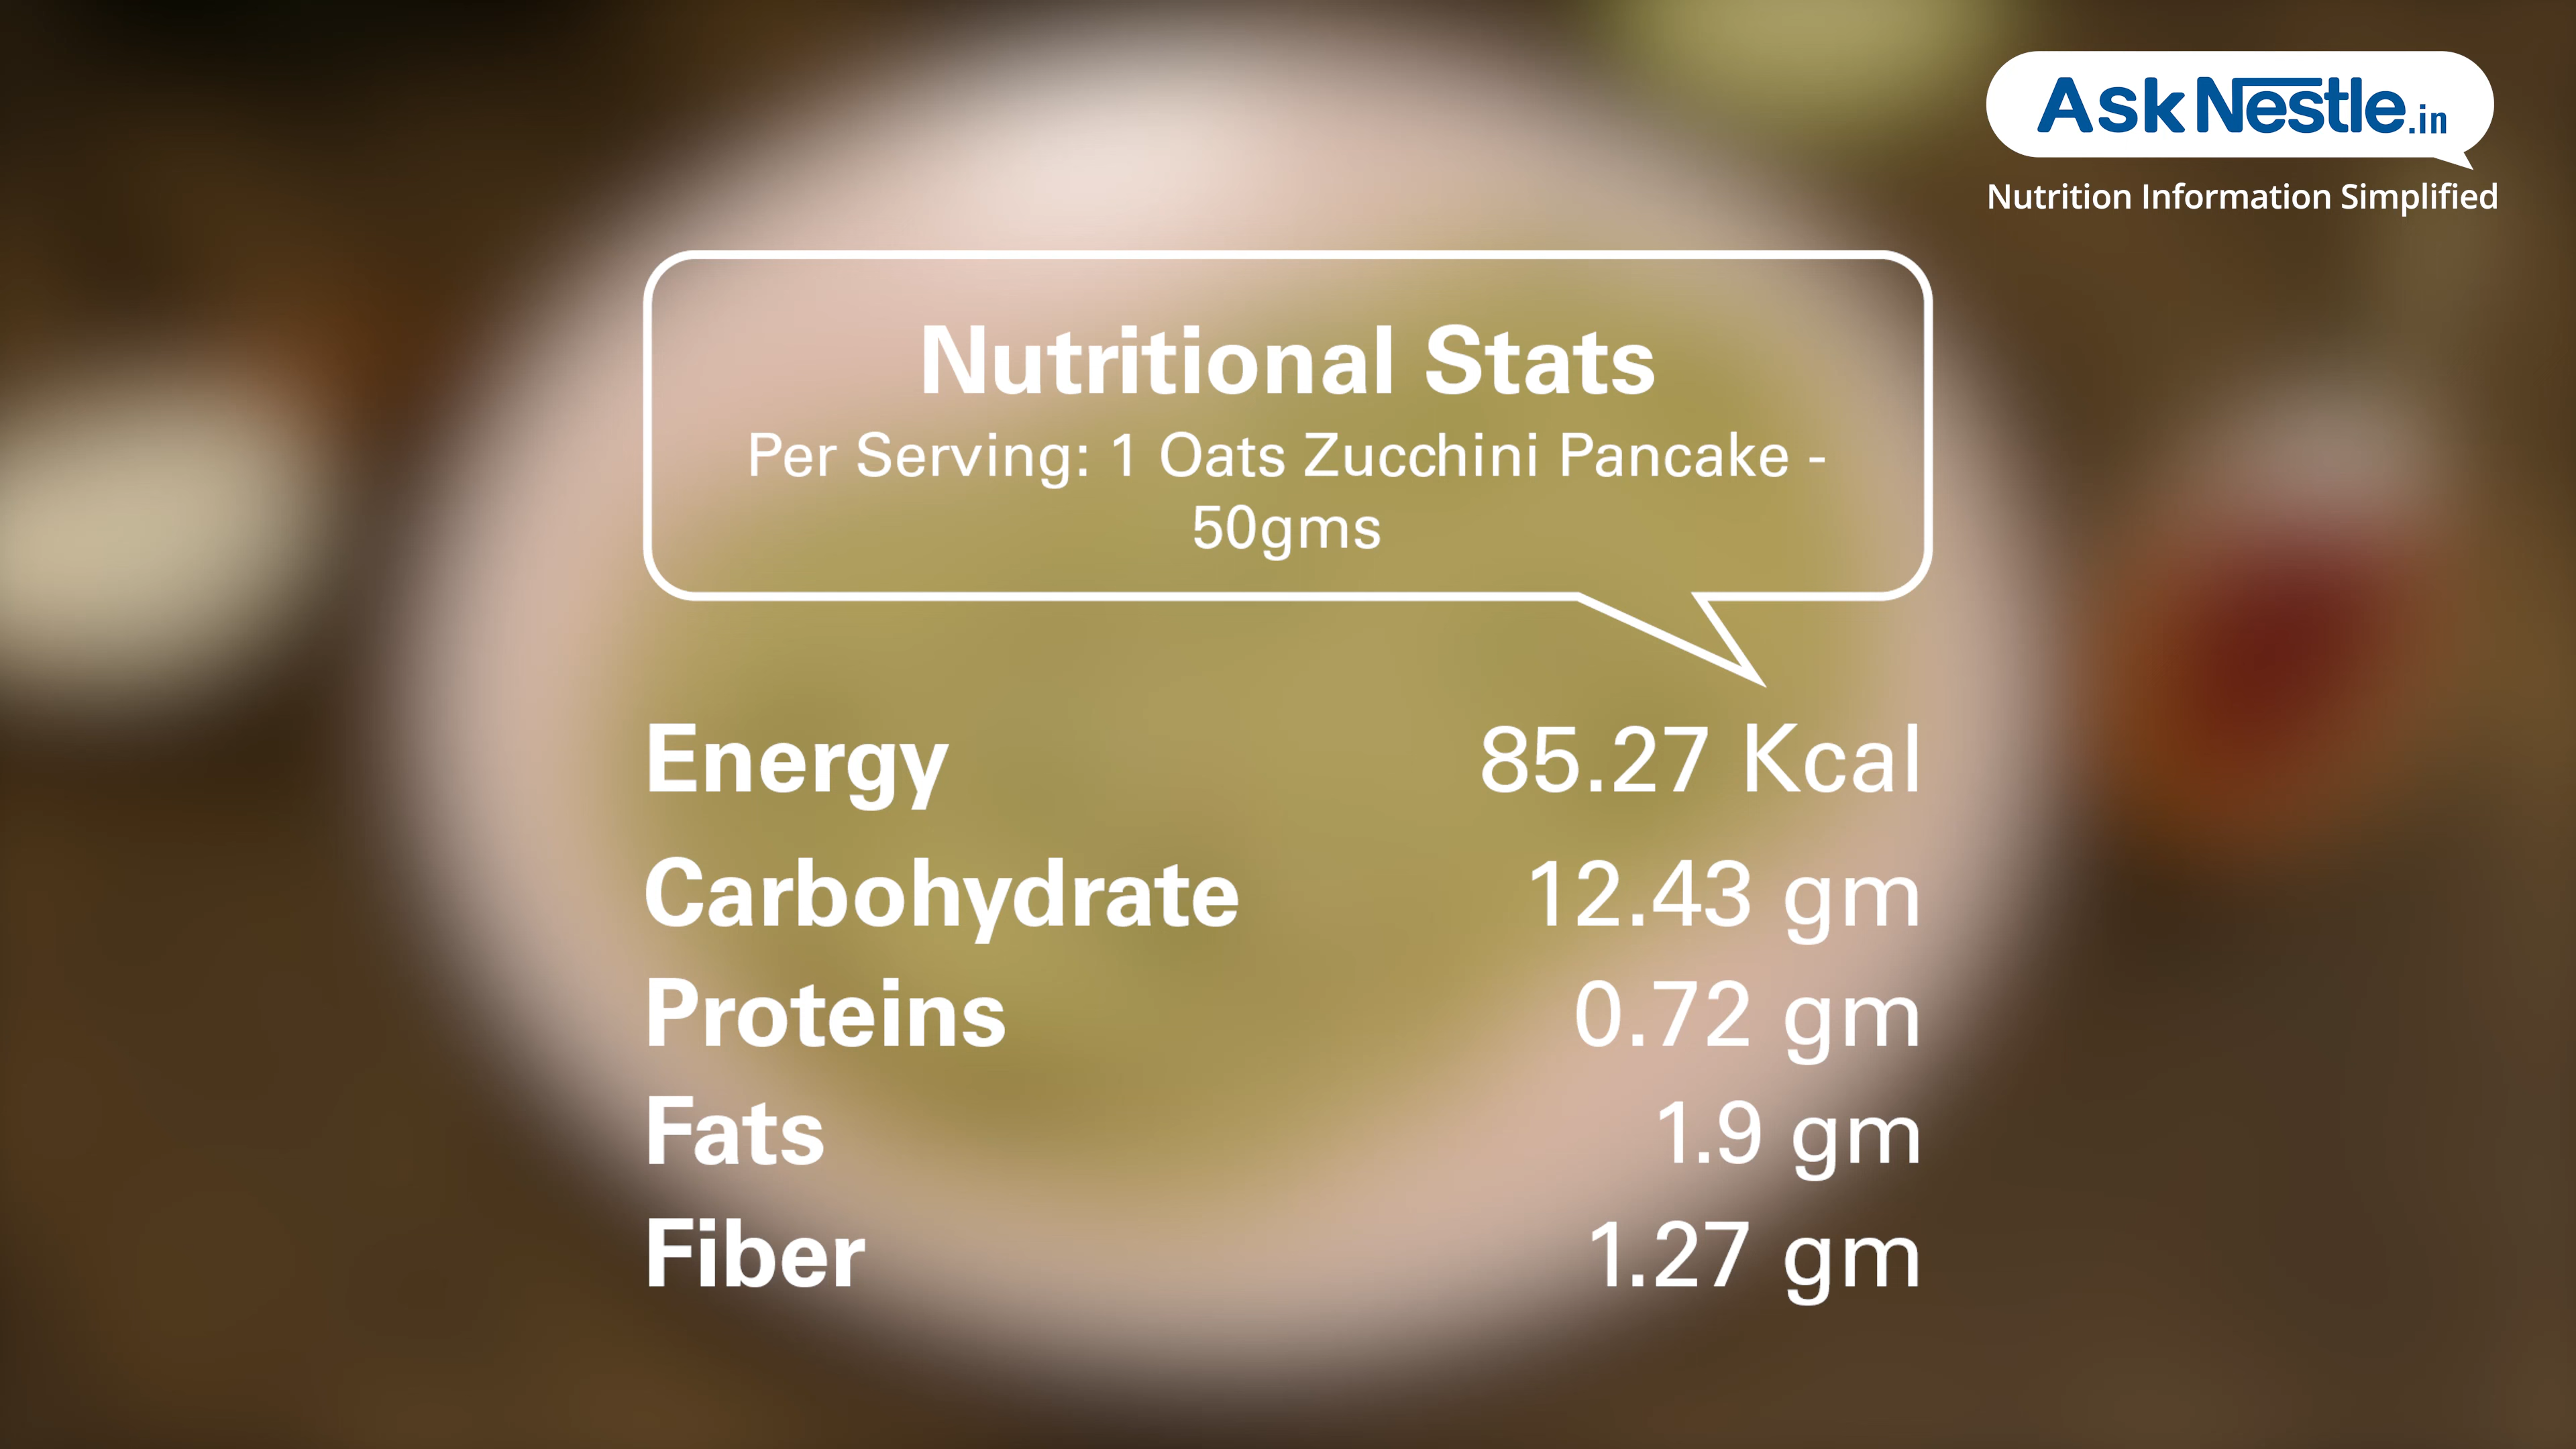 AskNestle.in
Nutrition Information Simplified
Nutritional Stats
Per Serving: 1 Oats Zucchini Pancake -
50gms
Energy 85.27 Kcal
Carbohydrate 12.43 gm
Proteins 0.72 gm
Fats 1.9 gm
Fiber 1.27 gm